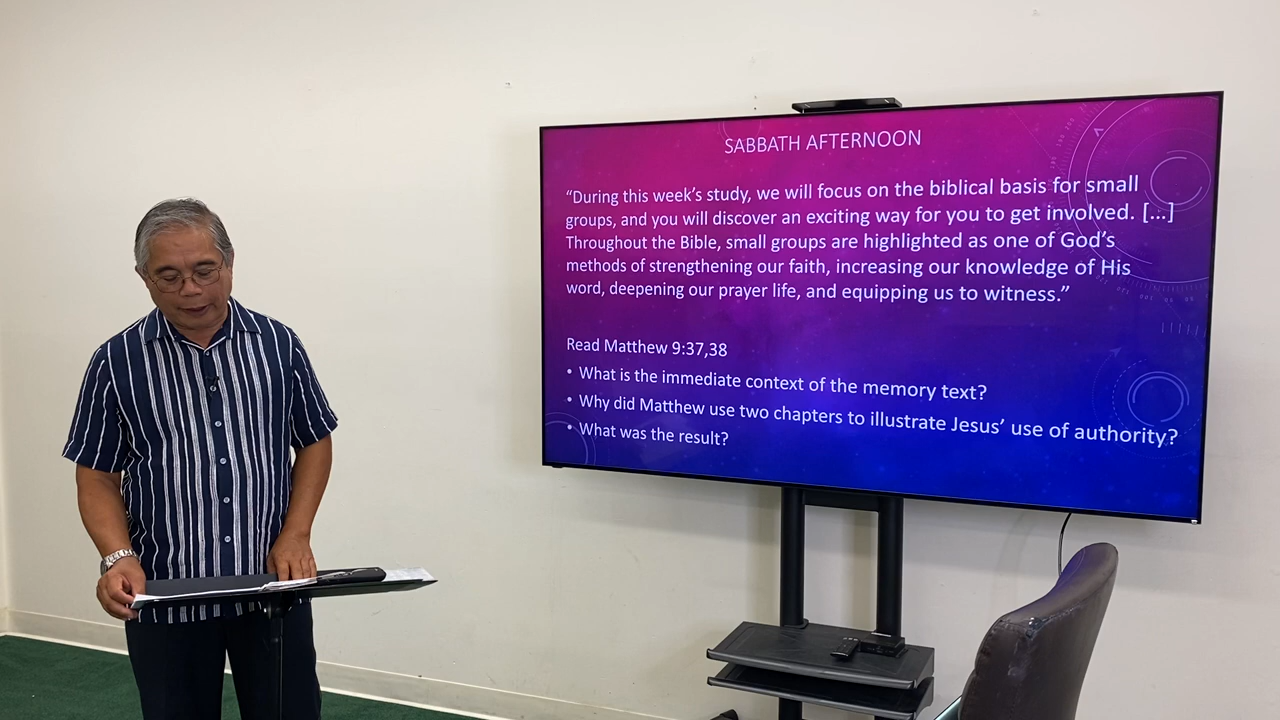 SABBATH AFTERNOON
“During this week’s study, we will focus on the biblical basis for small
groups, and you will discover an exciting way for you to get involved. [...]
Throughout the Bible, small groups are highlighted as one of God’s
methods of strengthening our faith, increasing our knowledge of His
word, deepening our prayer life, and equipping us to witness.”
Read Matthew 9:37,38
• What is the immediate context of the memory text?
• Why did Matthew use two chapters to illustrate Jesus’ use of authority?
• What was the result?